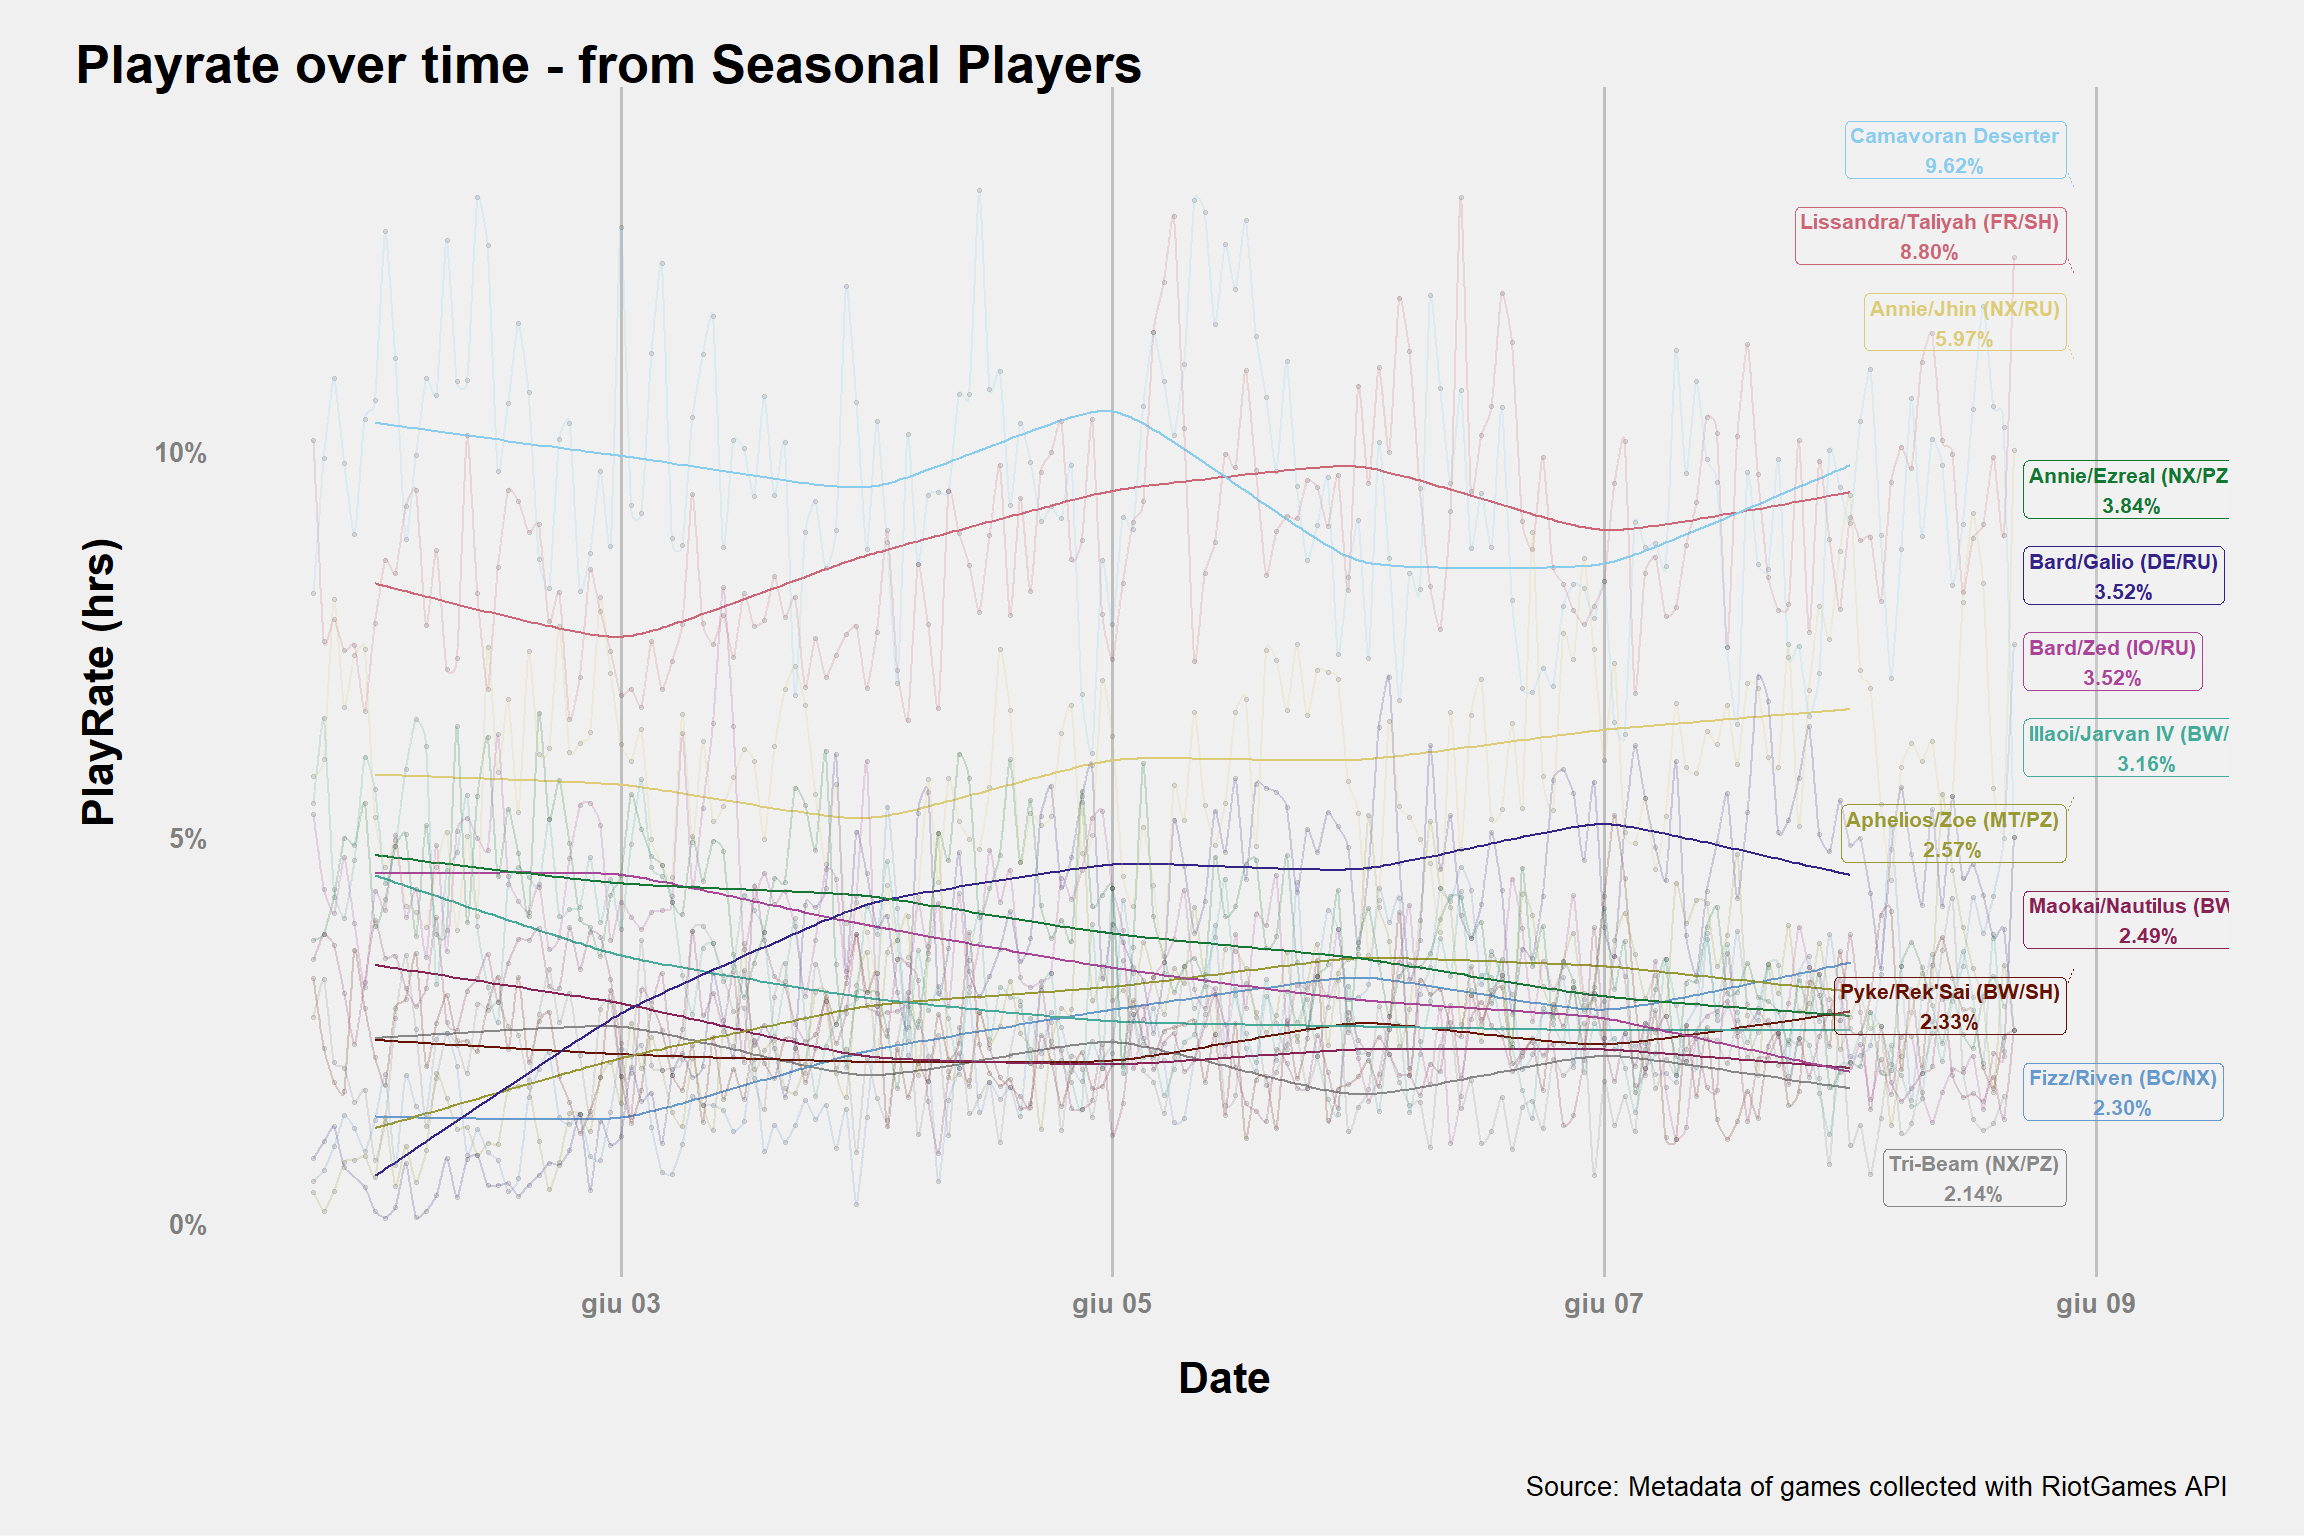 Playrate over time - from Seasonal Players
Camavoran Deserter
9.62%
Lissandra/Taliyah (FR/SH)
8.80%
Annie/Jhin (NX/RU)
5.97%
Annie/Ezreal (NX/PZ
3.84%
Bard/Galio (DE/RU)
3.52%
Bard/Zed (IO/RU)
3.52%
Illaoi/Jarvan IV (BW/
3.16%
Aphelios/Zoe (MT/PZ)
2.57%
Maokai/Nautilus (BW
2.49%
Pyke/Rek'Sai (BW/SH)
2.33%
Fizz/Riven (BC/NX)
2.30%
Tri-Beam (NX/PZ)
2.14%
PlayRate (hrs)
10%
5%
0%
giu 03
giu 05
giu 07
giu 09
Date
Source: Metadata of games collected with RiotGames API